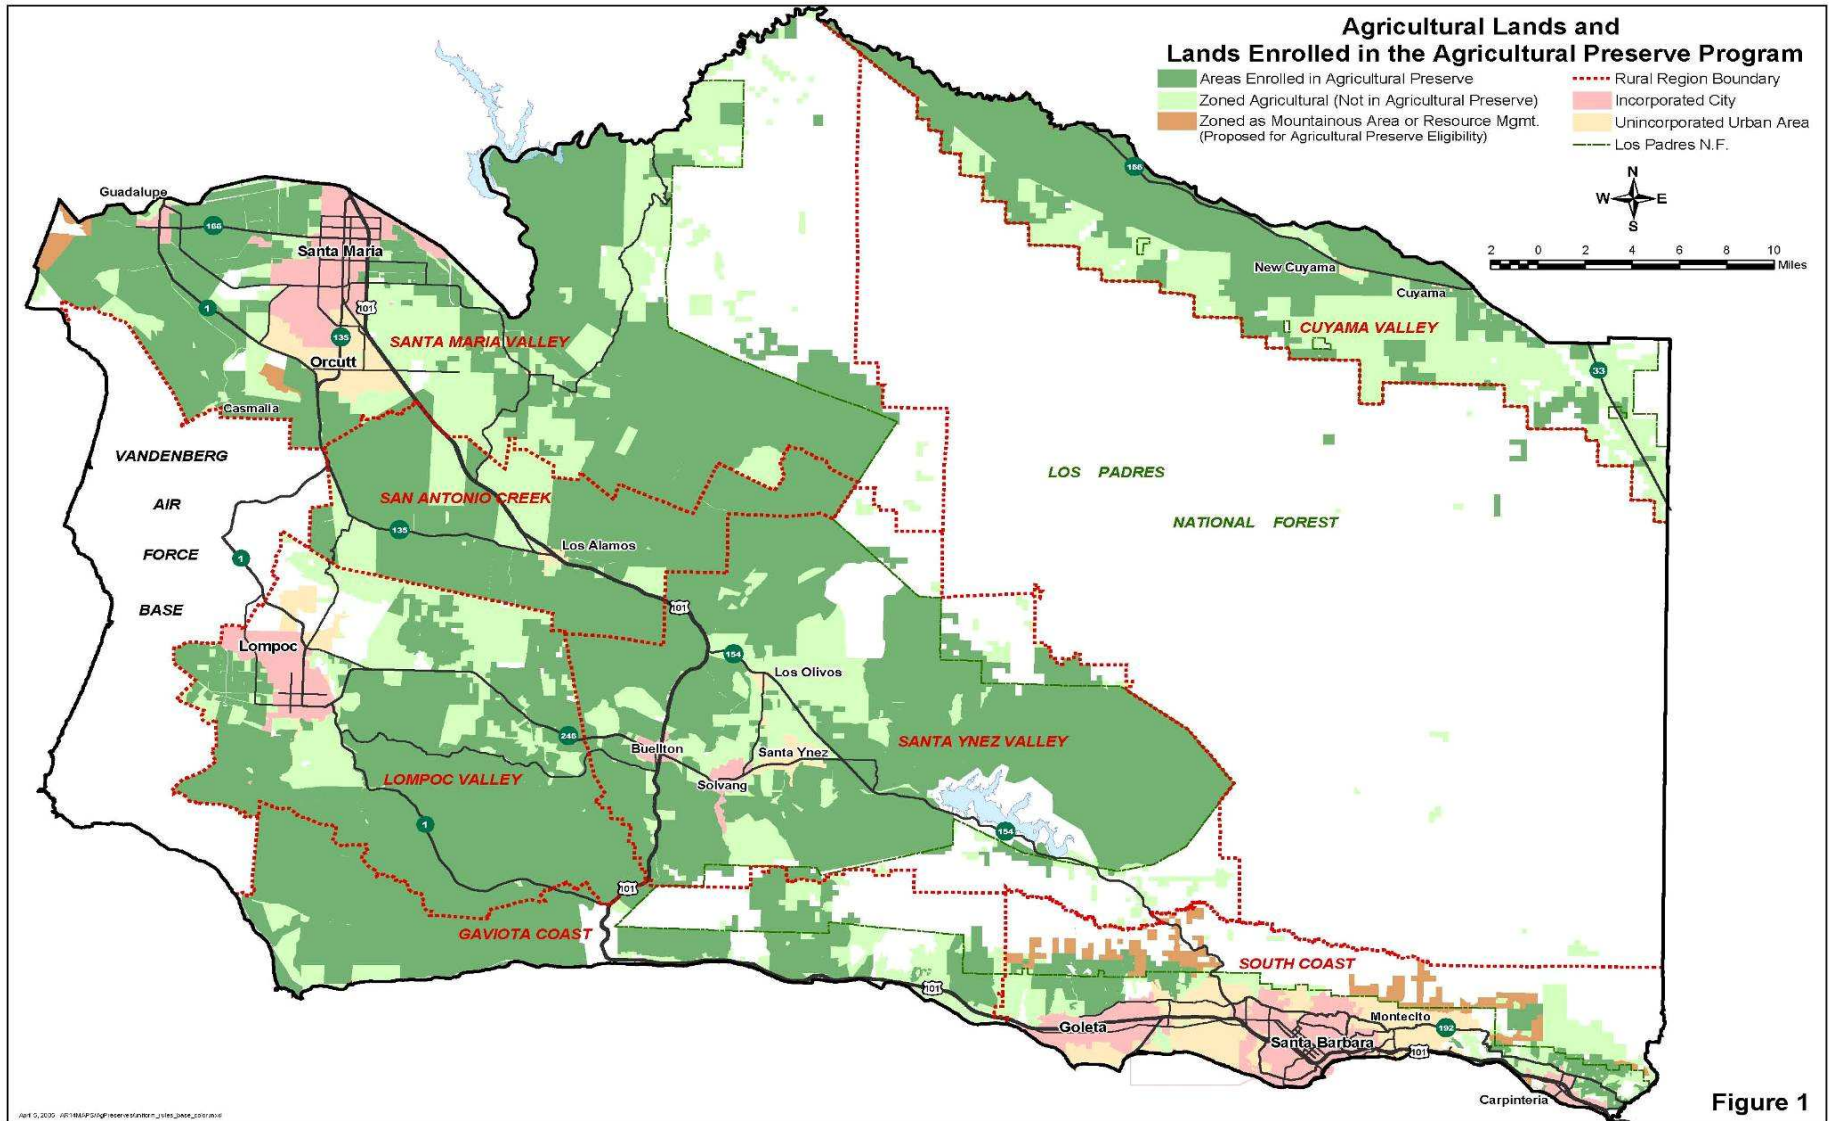 Agricultural Lands and
Lands Enrolled in the Agricultural Preserve Program
Areas Enrolled in Agricultural Preserve
Zoned Agricultural (Not in Agricultural Preserve)
Zoned as Mountainous Area or Resource Mgmt.
(Proposed for Agricultural Preserve Eligibility)
Rural Region Boundary
Incorporated City
Unincorporated Urban Area
Los Padres N.F.
N
W E
S
2 0 2 4 6 8 10
Miles
166
Guadalupe
166
Santa Maria
New Cuyama
Cuyama
1
101
135
SANTA MARIA VALLEY
CUYAMA VALLEY
Orcutt
33
Casmalia
VANDENBERG
AIR
FORCE
BASE
SAN ANTONIO CREEK
LOS PADRES
NATIONAL FOREST
135
Los Alamos
1
101
Lompoc
154
Los Olivos
246
Buellton
Santa Ynez
SANTA YNEZ VALLEY
LOMPOC VALLEY
Solvang
1
154
101
GAVIOTA COAST
SOUTH COAST
101
Goleta
Montecito
192
Santa Barbara
101
Carpinteria
Figure 1